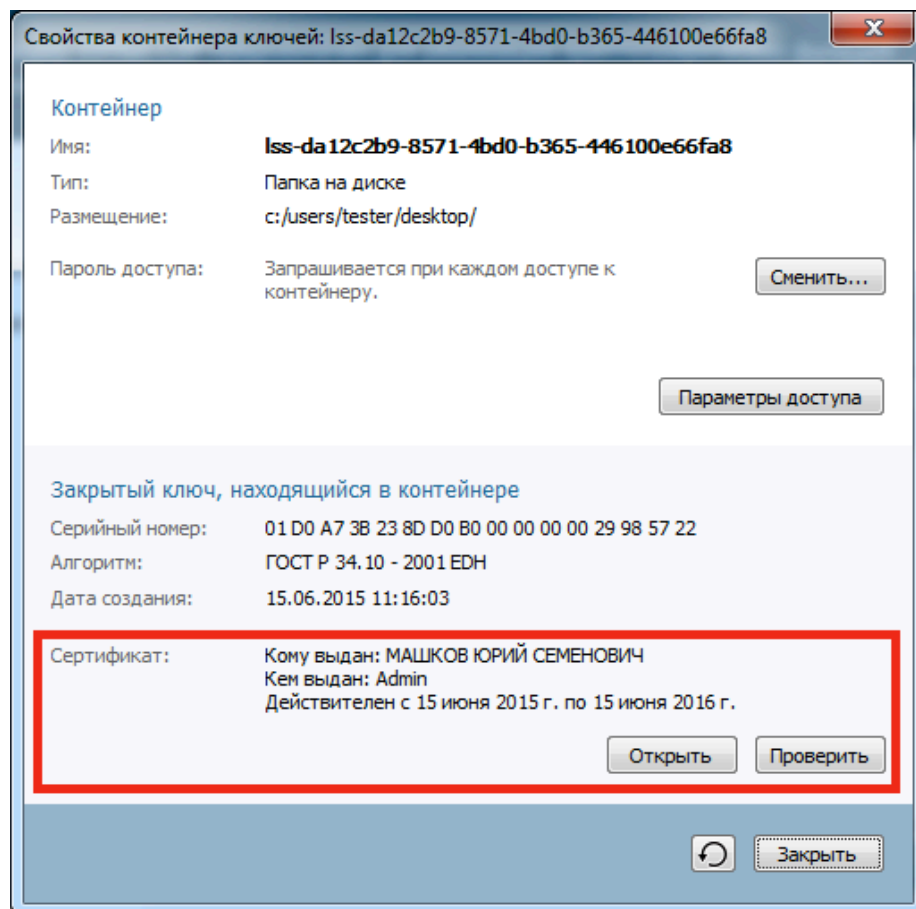 Свойства контейнера ключей: lss-da12c2b9-8571-4bd0-b365-446100e66fa8
Контейнер
Имя: lss-da12c2b9-8571-4bd0-b365-446100e66fa8
Тип: Папка на диске
Размещение: c:/users/tester/desktop/
Пароль доступа: Запрашивается при каждом доступе к
контейнеру.
Сменить...
Параметры доступа
Закрытый ключ, находящийся в контейнере
Серийный номер: 01 D0 A7 3B 23 8D D0 B0 00 00 00 00 29 98 57 22
Алгоритм: ГОСТ Р 34.10 - 2001 EDH
Дата создания: 15.06.2015 11:16:03
Сертификат: Кому выдан: МАШКОВ ЮРИЙ СЕМЕНОВИЧ
Кем выдан: Admin
Действителен с 15 июня 2015 г. по 15 июня 2016 г.
Открыть Проверить
Закрыть